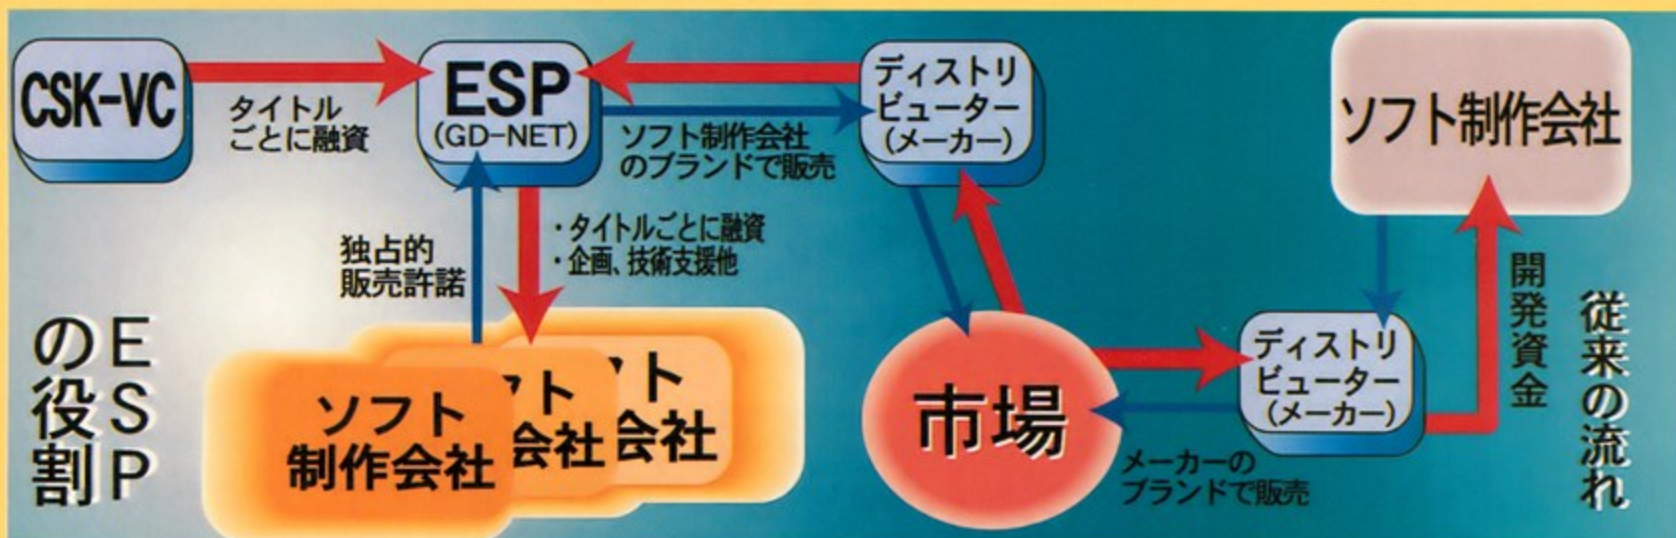 CSK-VC
タイトル
ごとに融資
ESP
(GD-NET)
ソフト制作会社
のブランドで販売
ディストリ
ビューター
(メーカー)
ソフト制作会社
独占的
販売許諾
・タイトルごとに融資
・企画、技術支援他
ESP
の役割
ソフト
制作会社
フト
会社
ト
会社
市場
ディストリ
ビューター
(メーカー)
メーカーの
ブランドで販売
開発資金
従来の流れ